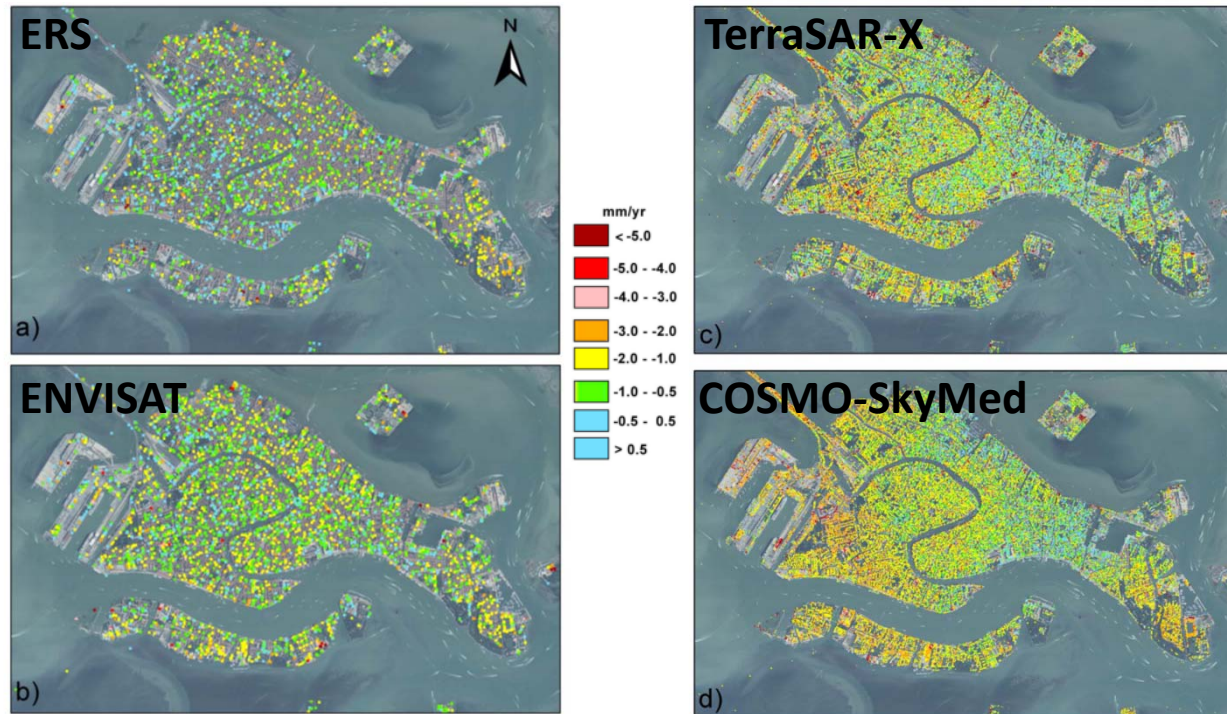 ERS
N
a)
TerraSAR-X
c)
mm/yr
< -5.0
-5.0 - -4.0
-4.0 - -3.0
-3.0 - -2.0
-2.0 - -1.0
-1.0 - -0.5
-0.5 - 0.5
> 0.5
ENVISAT
b)
COSMO-SkyMed
d)